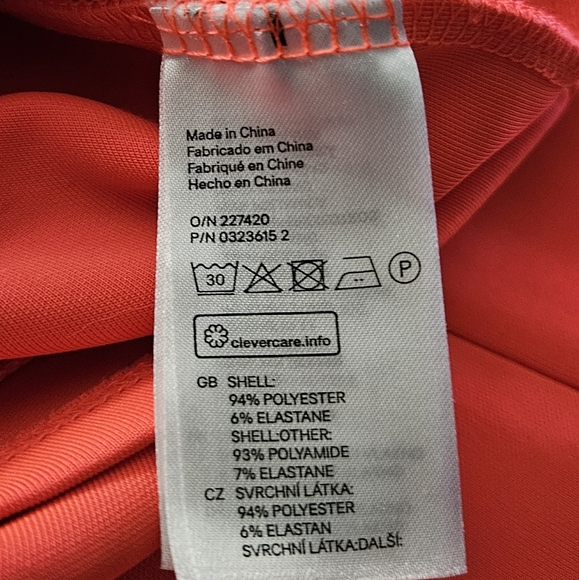 Made in China
Fabricado em China
Fabriqué en Chine
Hecho en China
O/N 227420
P/N 0323615 2
30 P
clevercare.info
GB SHELL:
94% POLYESTER
6% ELASTANE
SHELL:OTHER:
93% POLYAMIDE
7% ELASTANE
CZ SVRCHNÍ LÁTKA:
94% POLYESTER
6% ELASTAN
SVRCHNÍ LÁTKA:DALŠÍ: